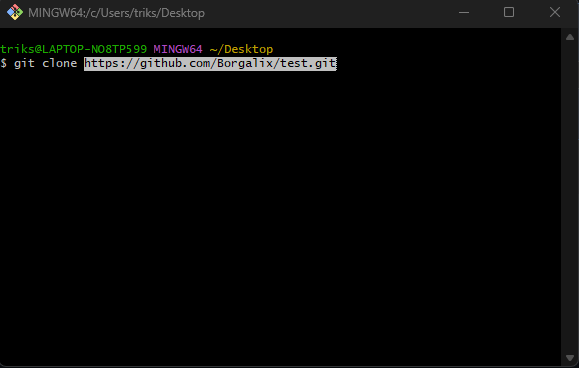 MINGW64:/c/Users/triks/Desktop
triks@LAPTOP-NO8TP599 MINGW64 ~/Desktop
$ git clone https://github.com/Borgalix/test.git